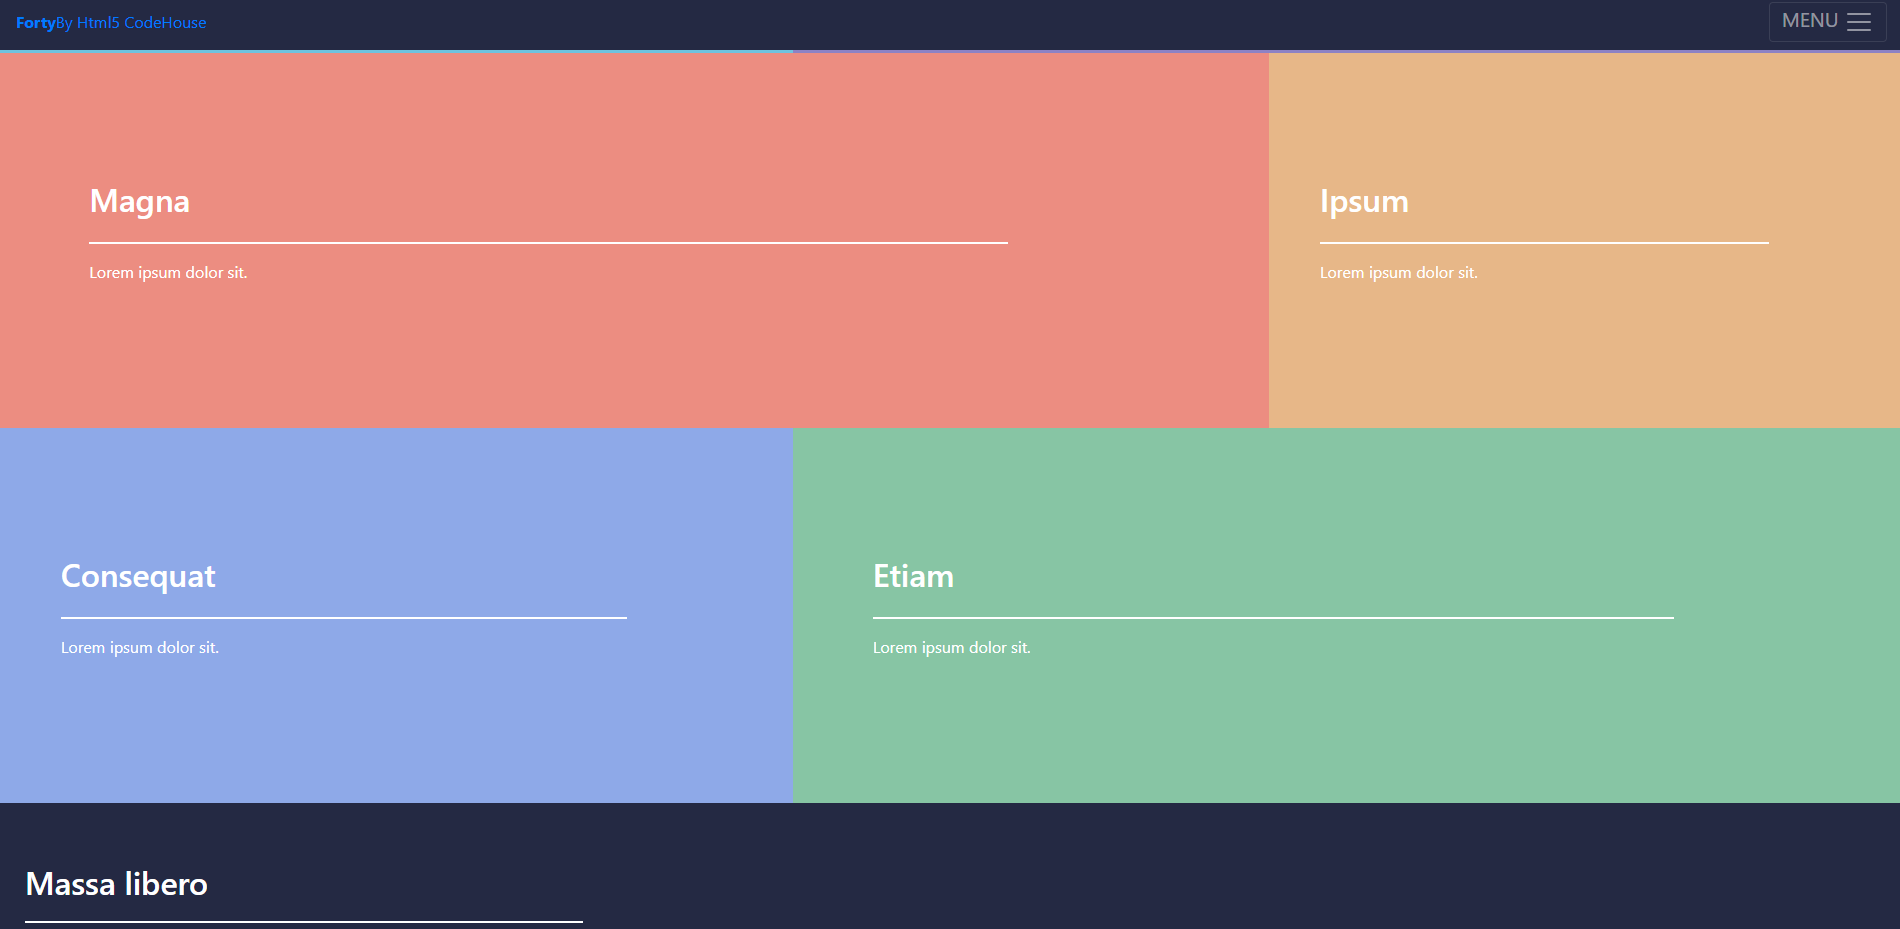 FortyBy Html5 CodeHouse
MENU
Magna
Lorem ipsum dolor sit.
Ipsum
Lorem ipsum dolor sit.
Consequat
Lorem ipsum dolor sit.
Etiam
Lorem ipsum dolor sit.
Massa libero